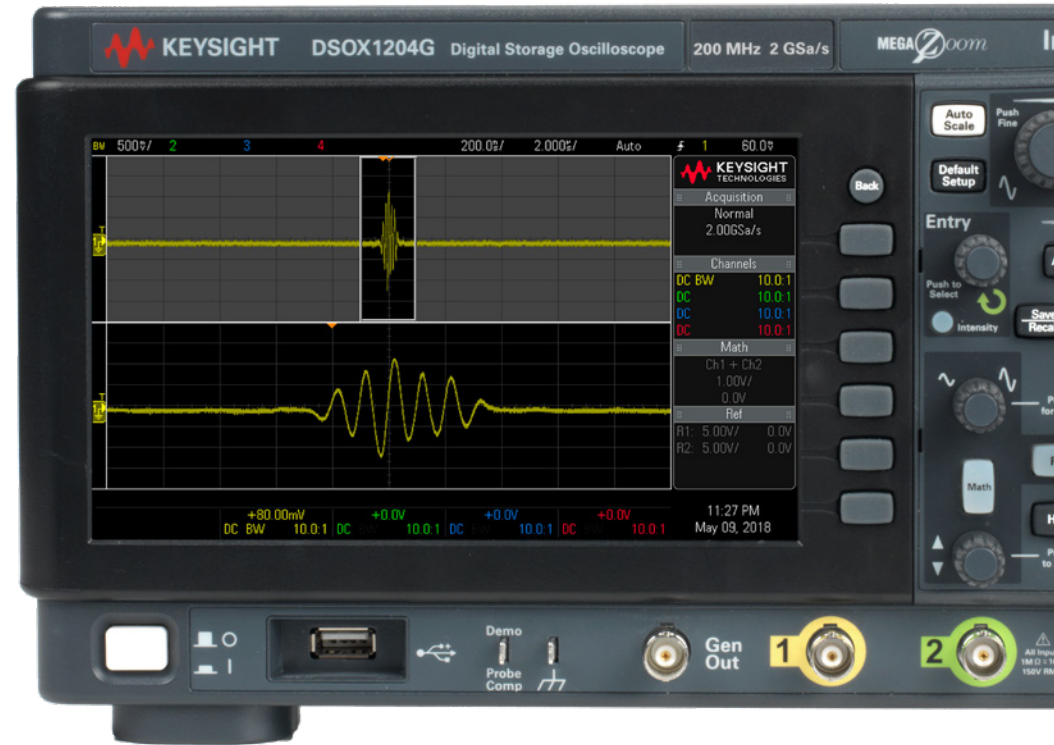 KEYSIGHT DSOX1204G Digital Storage Oscilloscope 200 MHz 2 GSa/s MEGA Zoom
BW 500▿/ 2 3 4 200.0▿/ 2.000▿/ Auto 1 60.0▿
Auto Scale
Push Fine
KEYSIGHT
TECHNOLOGIES
Default Setup
Back
Acquisition
Normal
2.00GSa/s
Entry
Channels
DC BW 10.0:1
DC 10.0:1
DC 10.0:1
DC 10.0:1
Push to Select
Intensity
Math
Ch1 + Ch2
1.00V/
0.0V
Ref
R1: 5.00V/ 0.0V
R2: 5.00V/ 0.0V
Math
+80.00mV +0.0V +0.0V +0.0V
DC BW 10.0:1 DC 10.0:1 DC 10.0:1 DC 10.0:1
11:27 PM
May 09, 2018
Demo
Probe Comp
Gen Out
1
2